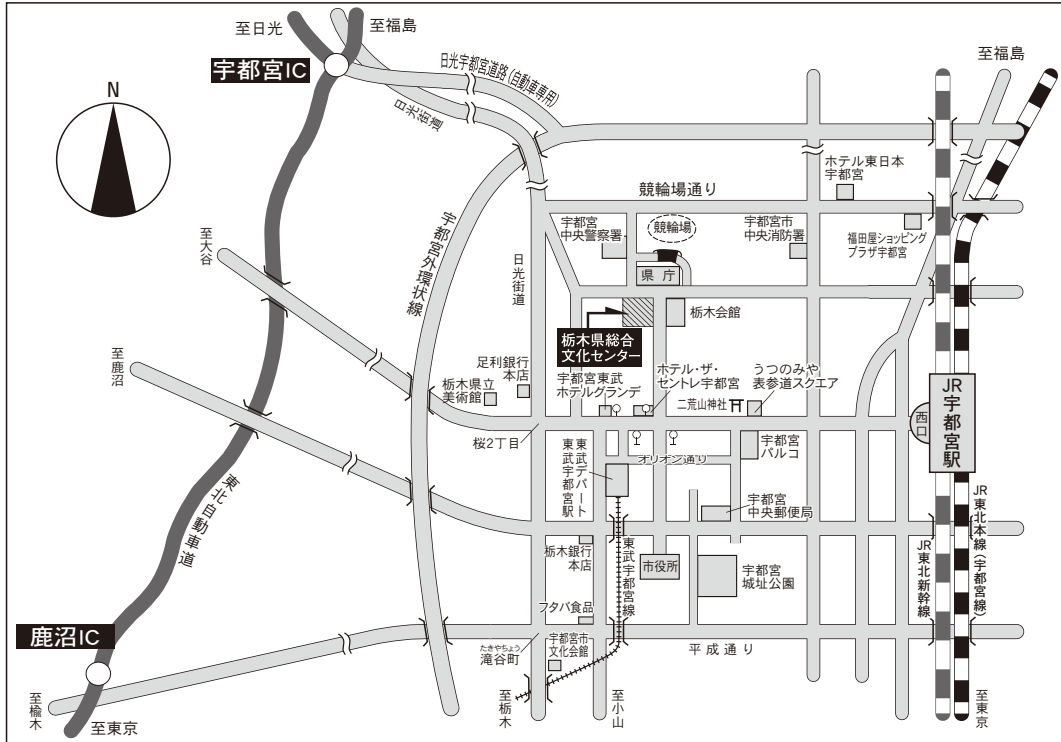 至日光
至福島
宇都宮IC
日光宇都宮道路(自動車専用)
日光街道
至福島
N
ホテル東日本
宇都宮
競輪場通り
宇都宮
中央警察署
競輪場
宇都宮市
中央消防署
福田屋ショッピング
プラザ宇都宮
至大谷
宇都宮外環状線
日光街道
県庁
栃木会館
栃木県総合
文化センター
至鹿沼
足利銀行
本店
栃木県立
美術館
宇都宮東武
ホテルグランデ
ホテル・ザ・
セントレ宇都宮
うつのみや
表参道スクエア
二荒山神社
JR宇都宮駅
西口
桜2丁目
東武デパート
東武宇都宮駅
オリオン通り
宇都宮
パルコ
東北自動車道
宇都宮
中央郵便局
栃木銀行
本店
東武宇都宮線
市役所
宇都宮
城址公園
JR東北新幹線
JR東北本線(宇都宮線)
フタバ食品
鹿沼IC
たきやちょう
滝谷町
宇都宮市
文化会館
平成通り
至楡木
至東京
至栃木
至小山
至東京